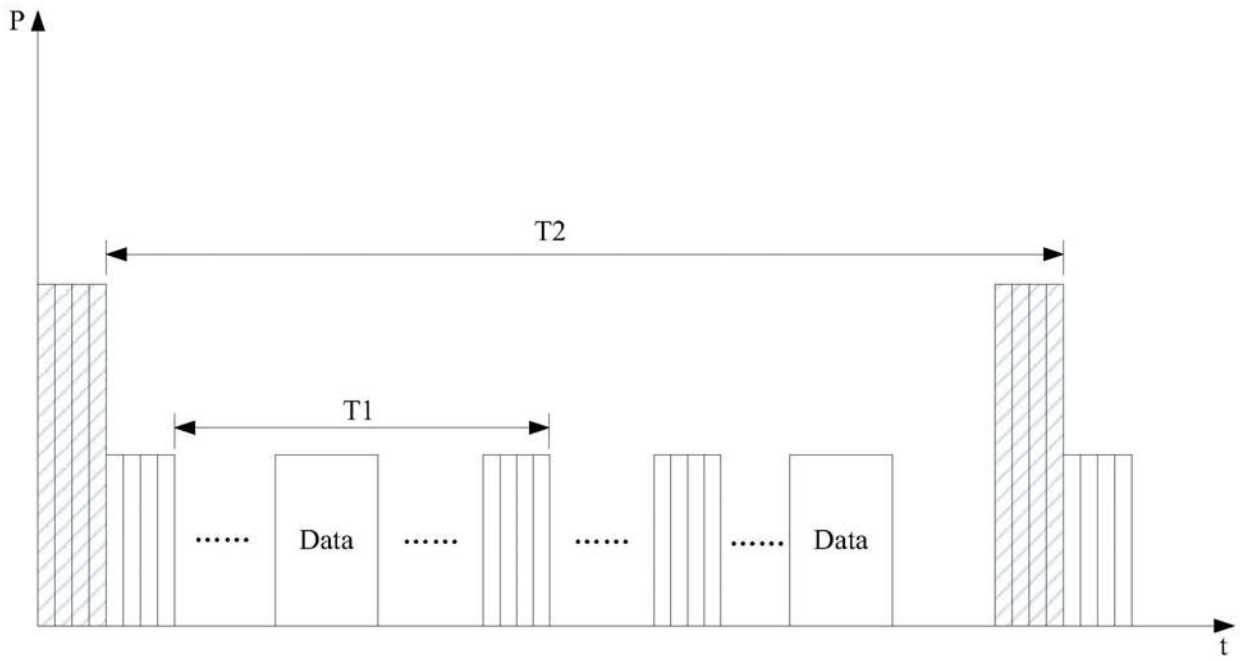 P
T2
T1
…… Data …… …… …… Data
t